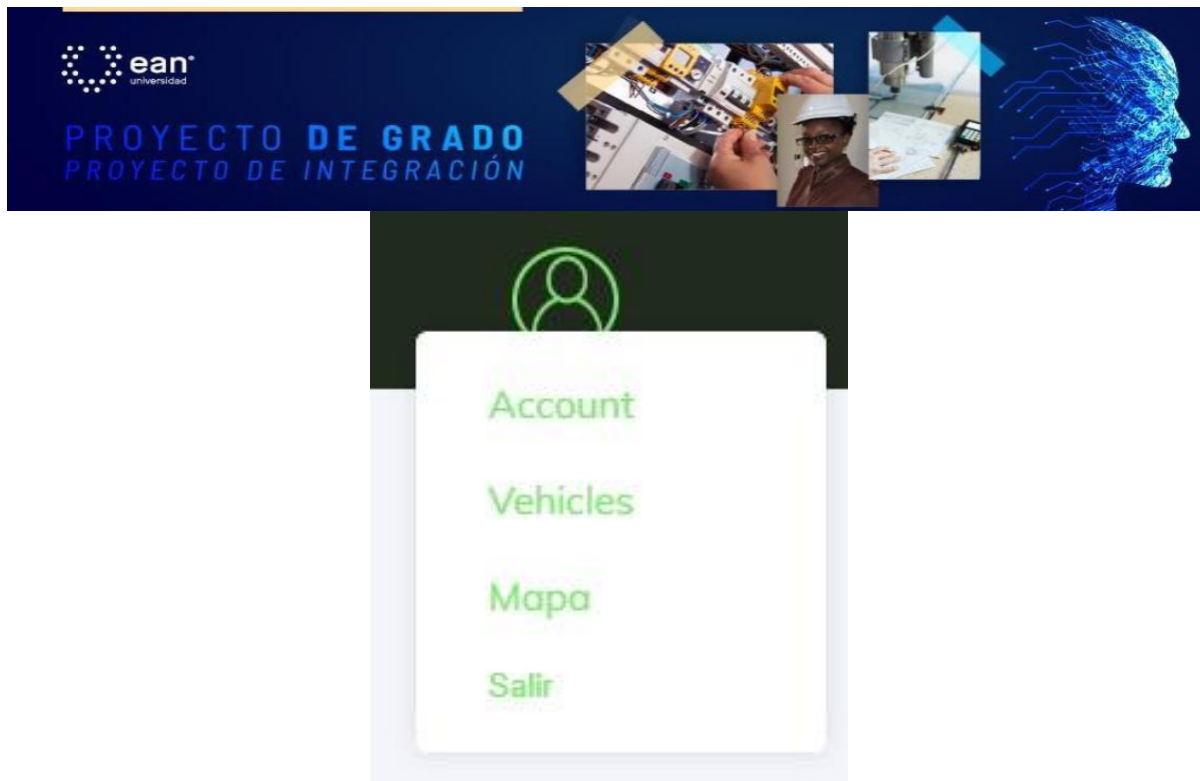 ean
universidad
PROYECTO DE GRADO
PROYECTO DE INTEGRACIÓN
Account
Vehicles
Mapa
Salir